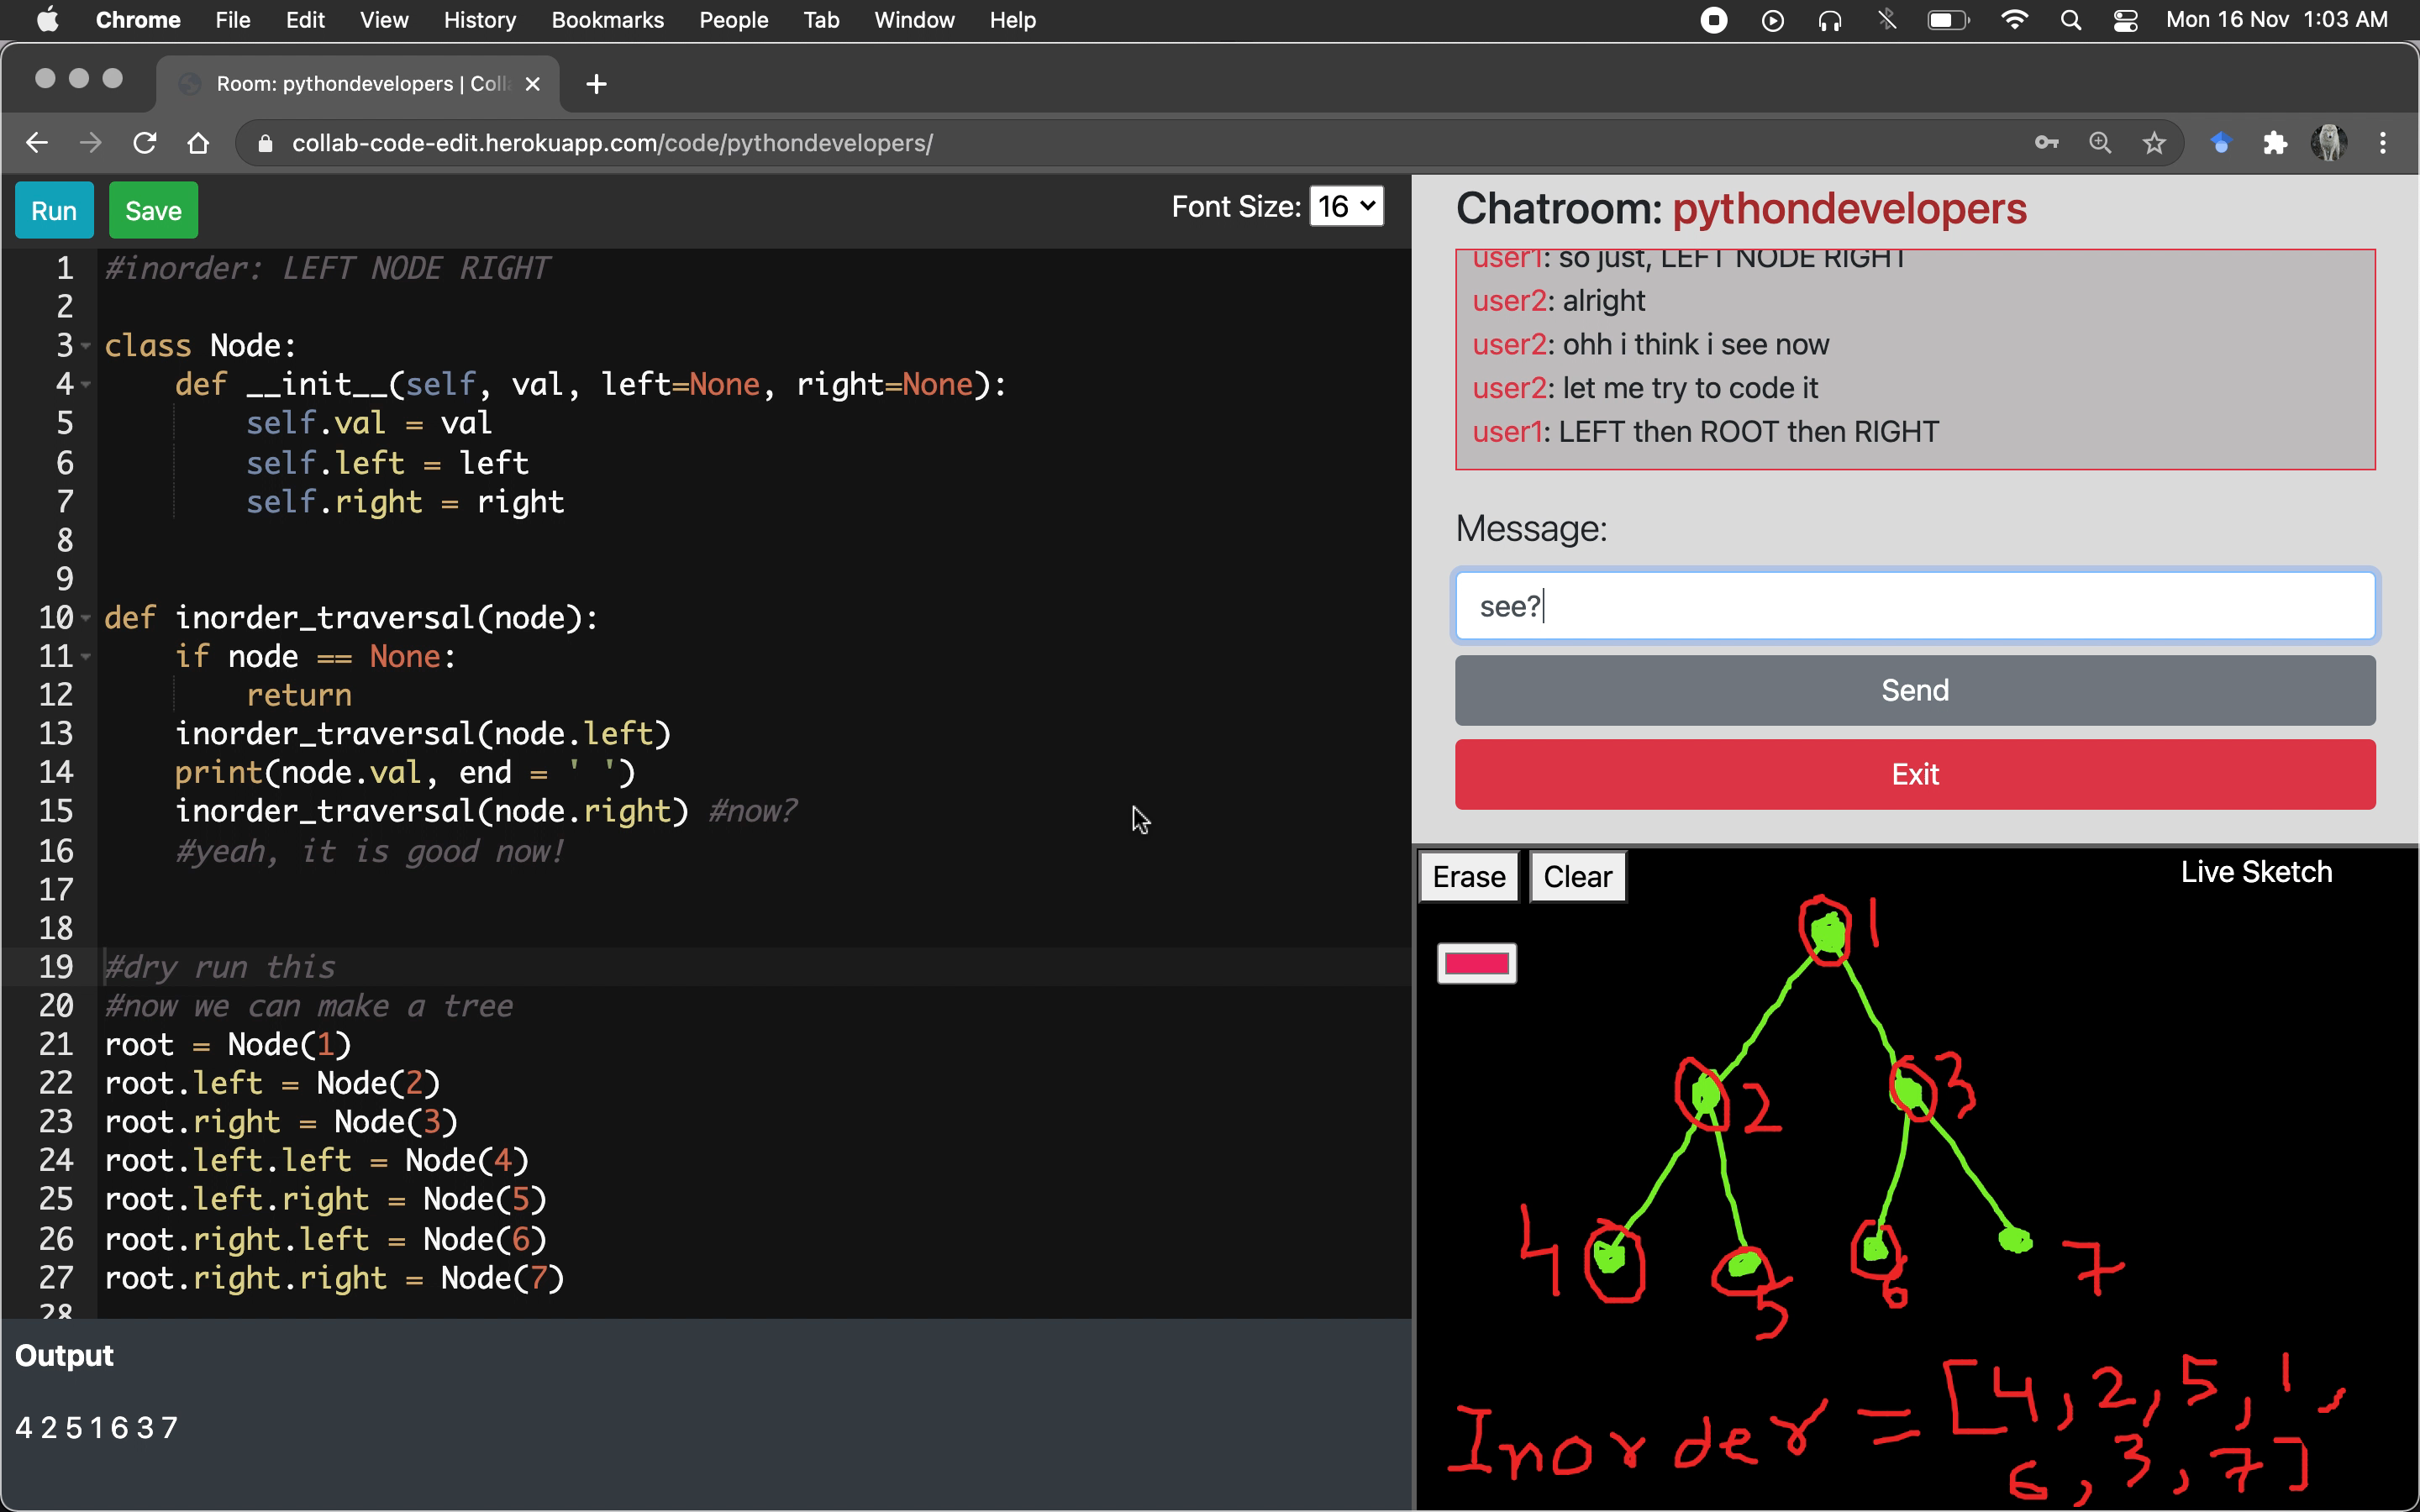 Chrome File Edit View History Bookmarks People Tab Window Help Mon 16 Nov 1:03 AM
Room: pythondevelopers | Coll
collab-code-edit.herokuapp.com/code/pythondevelopers/
Run Save Font Size: 16
1 #inorder: LEFT NODE RIGHT
2
3 class Node:
4 def __init__(self, val, left=None, right=None):
5 self.val = val
6 self.left = left
7 self.right = right
8
9
10 def inorder_traversal(node):
11 if node == None:
12 return
13 inorder_traversal(node.left)
14 print(node.val, end = ' ')
15 inorder_traversal(node.right) #now?
16 #yeah, it is good now!
17
18
19 #dry run this
20 #now we can make a tree
21 root = Node(1)
22 root.left = Node(2)
23 root.right = Node(3)
24 root.left.left = Node(4)
25 root.left.right = Node(5)
26 root.right.left = Node(6)
27 root.right.right = Node(7)
28
Output
4 2 5 1 6 3 7
Chatroom: pythondevelopers
user1: so just, LEFT NODE RIGHT
user2: alright
user2: ohh i think i see now
user2: let me try to code it
user1: LEFT then ROOT then RIGHT
Message:
see?
Send
Exit
Erase Clear Live Sketch
1
2 3
4 5 6 7
Inorder = [4, 2, 5, 1,
6, 3, 7]